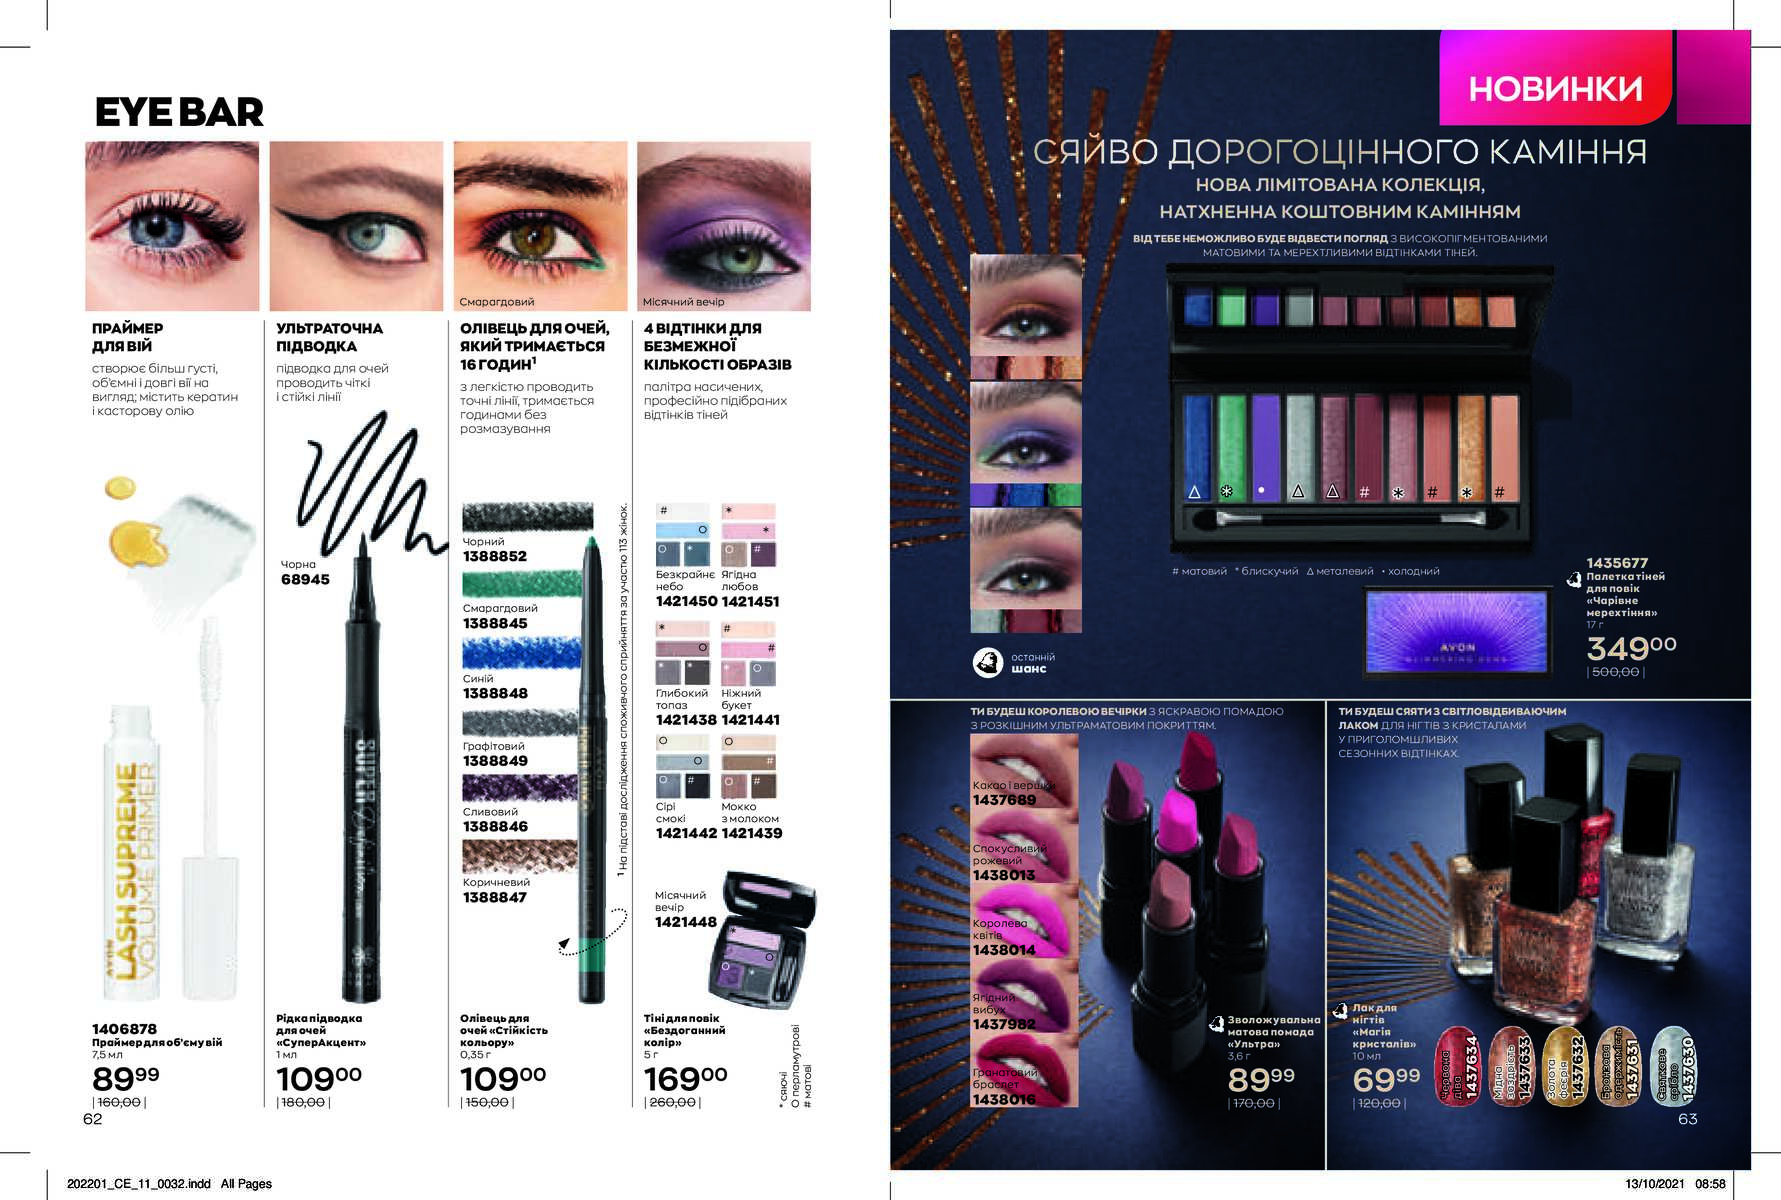 EYE BAR
Смарагдовий
Місячний вечір
ПРАЙМЕР
ДЛЯ ВІЙ
створює більш густі,
об'ємні і довгі вії на
вигляд; містить кератин
і касторову олію
LASH SUPREME
VOLUME PRIMER
AVON
1406878
Праймер для об'єму вій
7,5 мл
89⁹⁹
| 160,00 |
62
УЛЬТРАТОЧНА
ПІДВОДКА
підводка для очей
проводить чіткі
і стійкі лінії
Чорна
68945
SUPER
Рідка підводка
для очей
«СуперАкцент»
1 мл
109⁰⁰
| 180,00 |
ОЛІВЕЦЬ ДЛЯ ОЧЕЙ,
ЯКИЙ ТРИМАЄТЬСЯ
16 ГОДИН¹
з легкістю проводить
точні лінії, тримається
годинами без
розмазування
Чорний
1388852
Смарагдовий
1388845
Синій
1388848
Графітовий
1388849
Сливовий
1388846
Коричневий
1388847
¹ На підставі дослідження споживчого сприйняття за участю 113 жінок.
Олівець для
очей «Стійкість
кольору»
0,35 г
109⁰⁰
| 150,00 |
4 ВІДТІНКИ ДЛЯ
БЕЗМЕЖНОЇ
КІЛЬКОСТІ ОБРАЗІВ
палітра насичених,
професійно підібраних
відтінків тіней
Безкрайнє
небо
1421450
Ягідна
любов
1421451
Глибокий
топаз
1421438
Ніжний
букет
1421441
Сірі
смокі
1421442
Мокко
з молоком
1421439
Місячний
вечір
1421448
Тіні для повік
«Бездоганний
колір»
5 г
169⁰⁰
| 260,00 |
* сяючі
О перламутрові
# матові
НОВИНКИ
СЯЙВО ДОРОГОЦІННОГО КАМІННЯ
НОВА ЛІМІТОВАНА КОЛЕКЦІЯ,
НАТХНЕННА КОШТОВНИМ КАМІННЯМ
ВІД ТЕБЕ НЕМОЖЛИВО БУДЕ ВІДВЕСТИ ПОГЛЯД З ВИСОКОПІГМЕНТОВАНИМИ
МАТОВИМИ ТА МЕРЕХТЛИВИМИ ВІДТІНКАМИ ТІНЕЙ.
# матовий * блискучий Δ металевий • холодний
AVON
1435677
Палетка тіней
для повік
«Чарівне
мерехтіння»
17 г
349⁰⁰
| 500,00 |
останній
шанс
ТИ БУДЕШ КОРОЛЕВОЮ ВЕЧІРКИ З ЯСКРАВОЮ ПОМАДОЮ
З РОЗКІШНИМ УЛЬТРАМАТОВИМ ПОКРИТТЯМ.
Какао і вершки
1437689
Спокусливий
рожевий
1438013
Королева
квітів
1438014
Ягідний
вибух
1437982
Гранатовий
браслет
1438016
Зволожувальна
матова помада
«Ультра»
3,6 г
89⁹⁹
| 170,00 |
ТИ БУДЕШ СЯЯТИ З СВІТЛОВІДБИВАЮЧИМ
ЛАКОМ ДЛЯ НІГТІВ З КРИСТАЛАМИ
У ПРИГОЛОМШЛИВИХ
СЕЗОННИХ ВІДТІНКАХ.
Лак для
нігтів
«Магія
кристалів»
10 мл
69⁹⁹
| 120,00 |
Червона
діва
1437634
Мідна
зоздрість
1437633
Золота
феєрія
1437632
Бронзова
одержимість
1437631
Святкове
срібло
1437630
63
202201_CE_11_0032.indd All Pages
13/10/2021 08:58